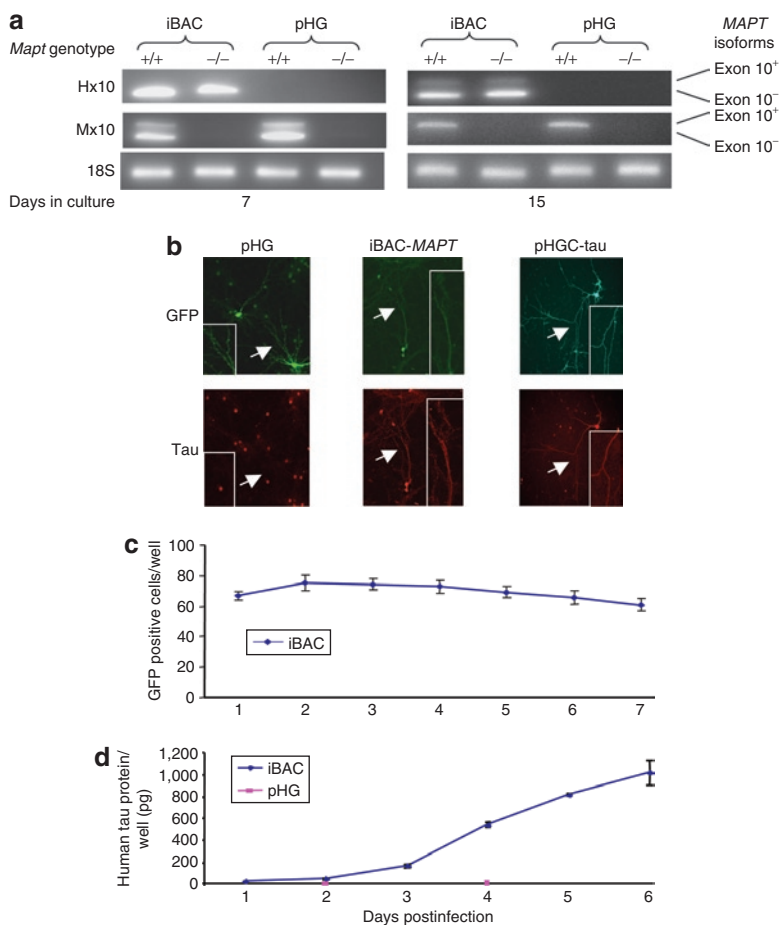 a
iBAC pHG iBAC pHG MAPT isoforms
Mapt genotype +/+ –/– +/+ –/– +/+ –/– +/+ –/–
Hx10 Exon 10⁺
Exon 10⁻
Mx10 Exon 10⁺
Exon 10⁻
18S
Days in culture 7 15
b
pHG iBAC-MAPT pHGC-tau
GFP
Tau
c
GFP positive cells/well
100
80
60
40
20
0
iBAC
1 2 3 4 5 6 7
d
Human tau protein/
well (pg)
1,200
1,000
800
600
400
200
0
iBAC
pHG
1 2 3 4 5 6
Days postinfection